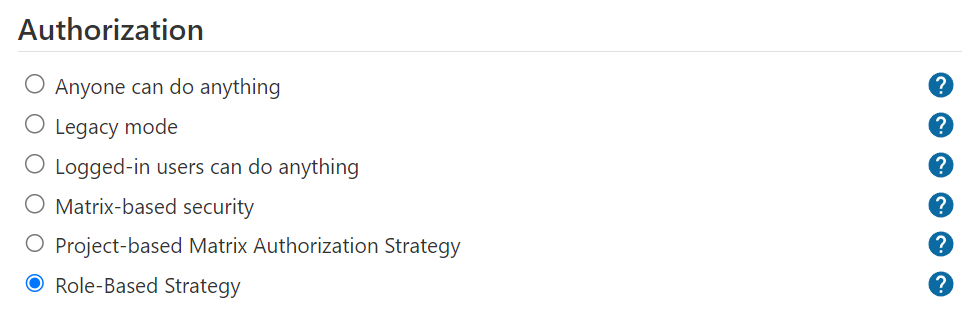 Authorization
Anyone can do anything
Legacy mode
Logged-in users can do anything
Matrix-based security
Project-based Matrix Authorization Strategy
Role-Based Strategy